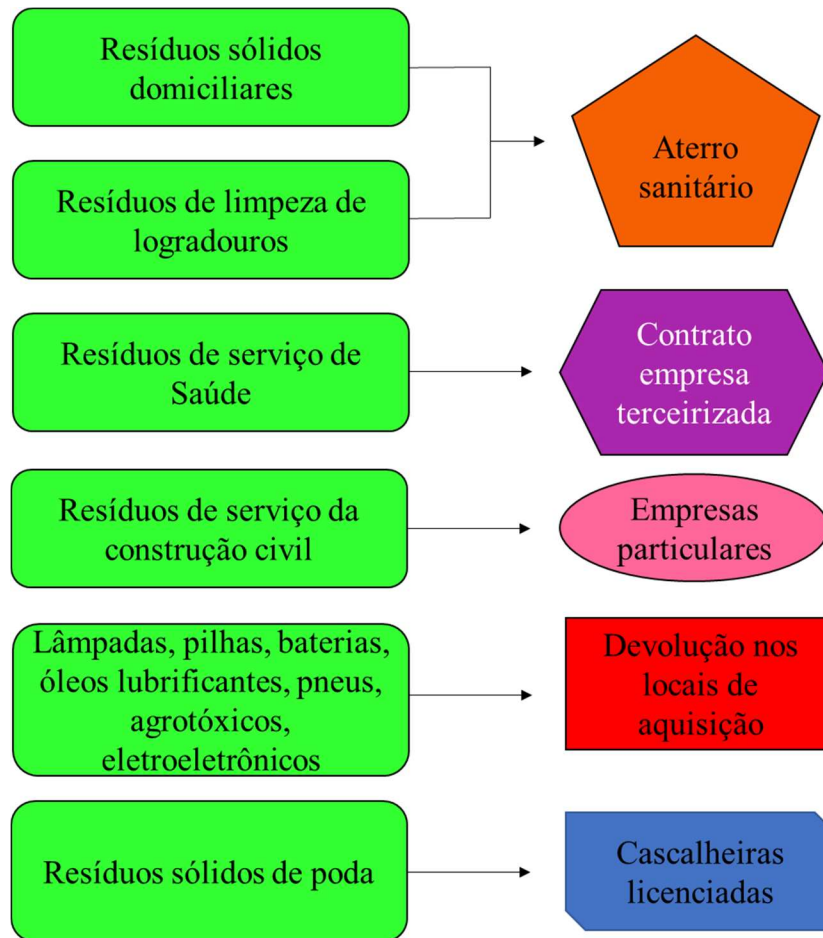 Resíduos sólidos
domiciliares
Resíduos de limpeza de
logradouros
Aterro
sanitário
Resíduos de serviço de
Saúde
Contrato
empresa
terceirizada
Resíduos de serviço da
construção civil
Empresas
particulares
Lâmpadas, pilhas, baterias,
óleos lubrificantes, pneus,
agrotóxicos,
eletroeletrônicos
Devolução nos
locais de
aquisição
Resíduos sólidos de poda
Cascalheiras
licenciadas